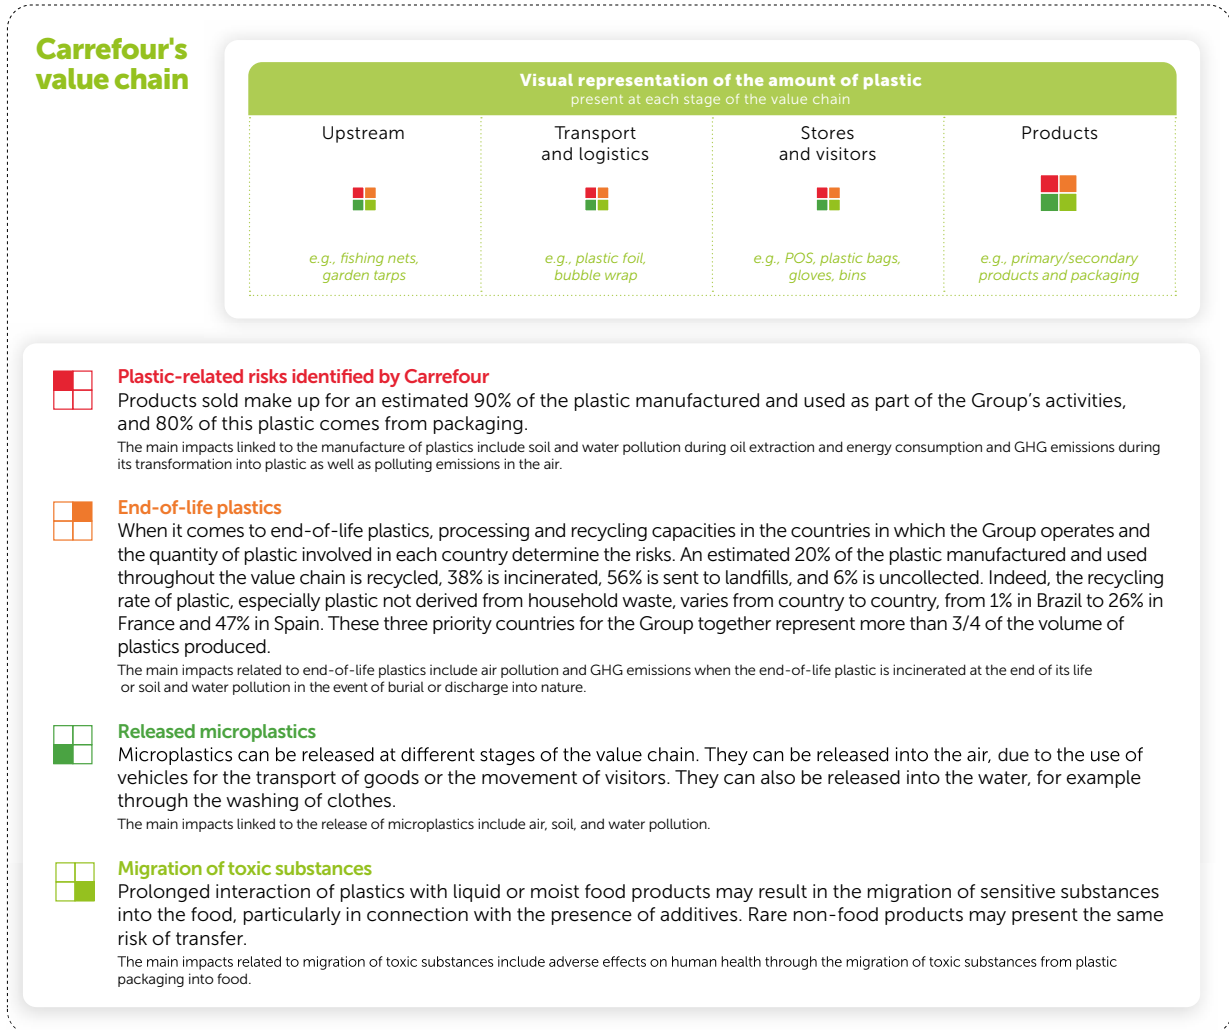 Carrefour's
value chain
Visual representation of the amount of plastic
present at each stage of the value chain
Upstream
e.g., fishing nets,
garden tarps
Transport
and logistics
e.g., plastic foil,
bubble wrap
Stores
and visitors
e.g., POS, plastic bags,
gloves, bins
Products
e.g., primary/secondary
products and packaging
Plastic-related risks identified by Carrefour
Products sold make up for an estimated 90% of the plastic manufactured and used as part of the Group's activities,
and 80% of this plastic comes from packaging.
The main impacts linked to the manufacture of plastics include soil and water pollution during oil extraction and energy consumption and GHG emissions during
its transformation into plastic as well as polluting emissions in the air.
End-of-life plastics
When it comes to end-of-life plastics, processing and recycling capacities in the countries in which the Group operates and
the quantity of plastic involved in each country determine the risks. An estimated 20% of the plastic manufactured and used
throughout the value chain is recycled, 38% is incinerated, 56% is sent to landfills, and 6% is uncollected. Indeed, the recycling
rate of plastic, especially plastic not derived from household waste, varies from country to country, from 1% in Brazil to 26% in
France and 47% in Spain. These three priority countries for the Group together represent more than 3/4 of the volume of
plastics produced.
The main impacts related to end-of-life plastics include air pollution and GHG emissions when the end-of-life plastic is incinerated at the end of its life
or soil and water pollution in the event of burial or discharge into nature.
Released microplastics
Microplastics can be released at different stages of the value chain. They can be released into the air, due to the use of
vehicles for the transport of goods or the movement of visitors. They can also be released into the water, for example
through the washing of clothes.
The main impacts linked to the release of microplastics include air, soil, and water pollution.
Migration of toxic substances
Prolonged interaction of plastics with liquid or moist food products may result in the migration of sensitive substances
into the food, particularly in connection with the presence of additives. Rare non-food products may present the same
risk of transfer.
The main impacts related to migration of toxic substances include adverse effects on human health through the migration of toxic substances from plastic
packaging into food.